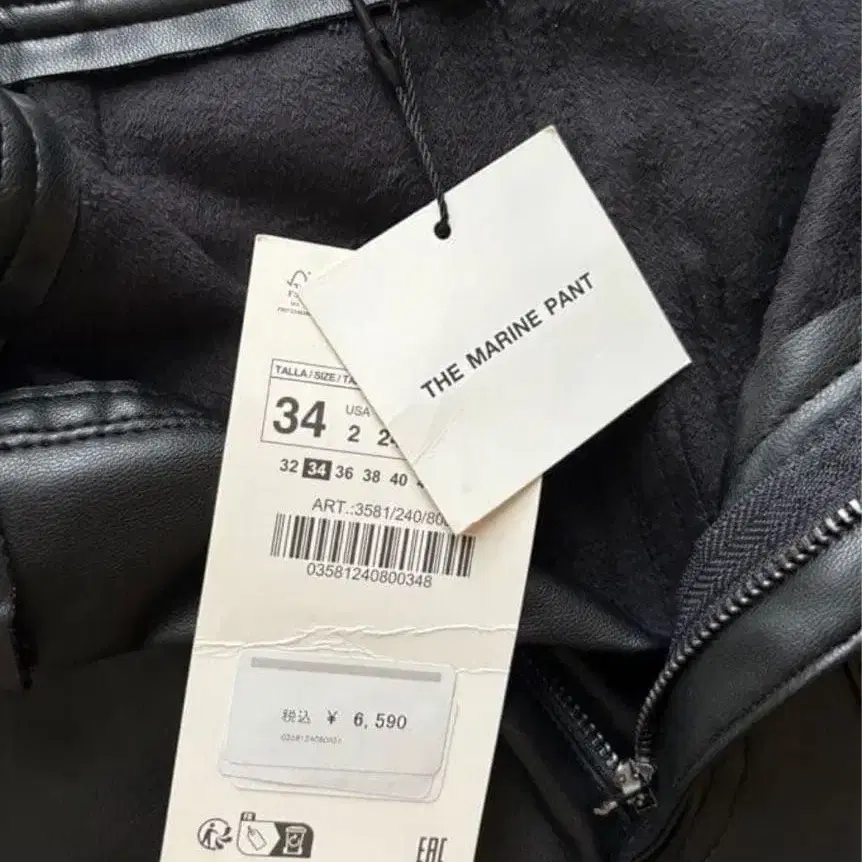 THE MARINE PANT
TALLA/SIZE/
34
USA
2
32 34 36 38 40
ART.:3581/240/80
03581240800348
税込 ¥ 6,590
EAC